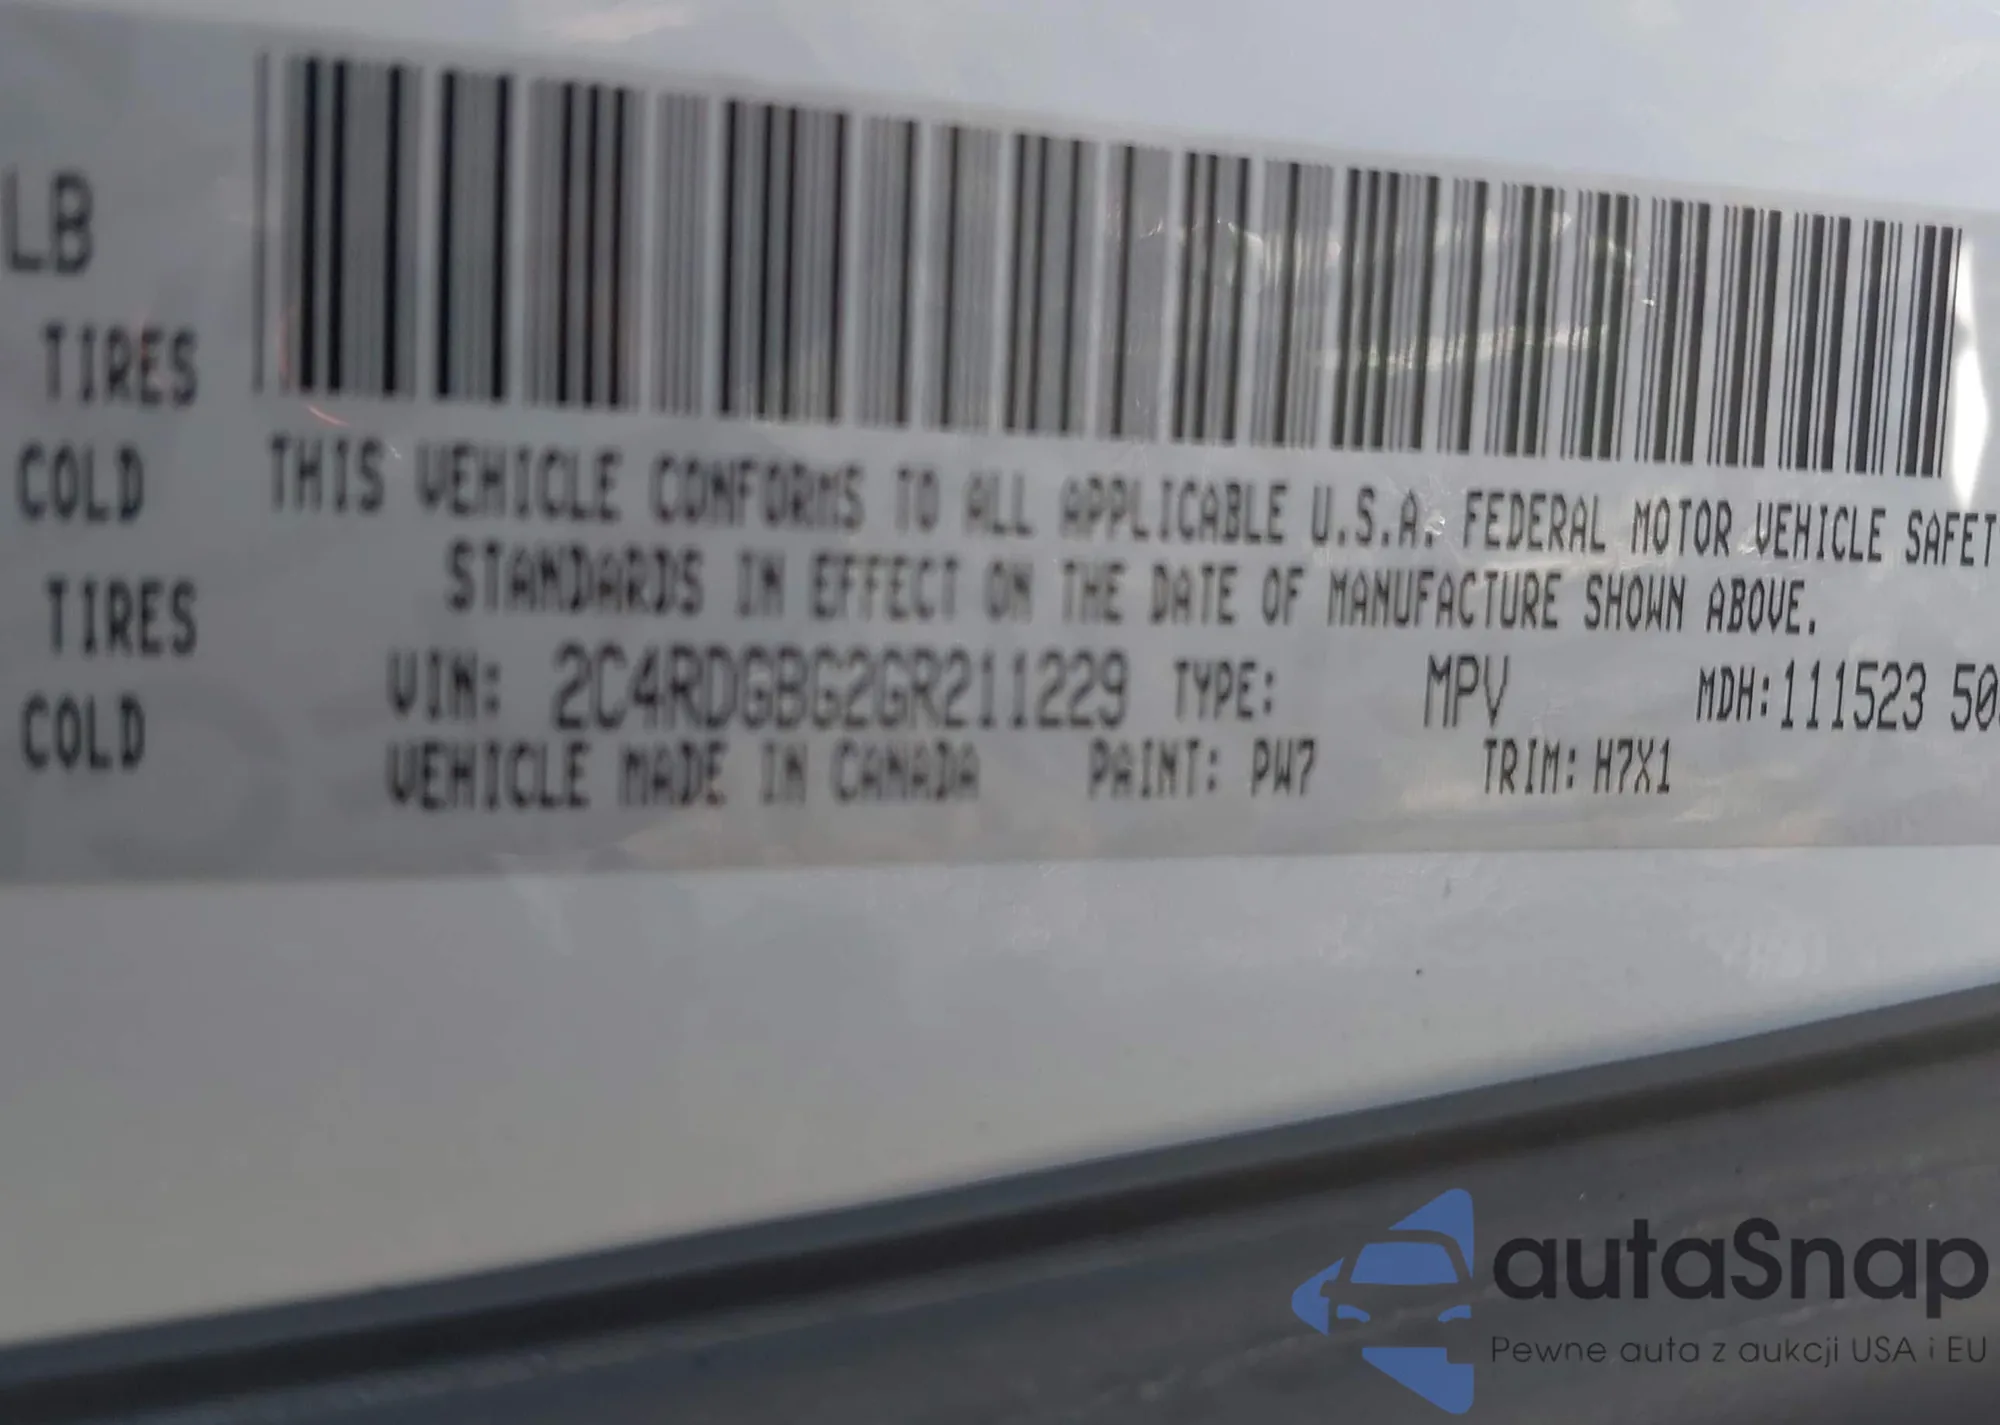 LB
TIRES
COLD
TIRES
COLD
THIS VEHICLE CONFORMS TO ALL APPLICABLE U.S.A. FEDERAL MOTOR VEHICLE SAFET
STANDARDS IN EFFECT ON THE DATE OF MANUFACTURE SHOWN ABOVE.
VIN: 2C4RDGBG2GR211229 TYPE: MPV MDH:111523 50
VEHICLE MADE IN CANADA PAINT: PW7 TRIM: H7X1
autaSnap
Pewne auta z aukcji USA i EU